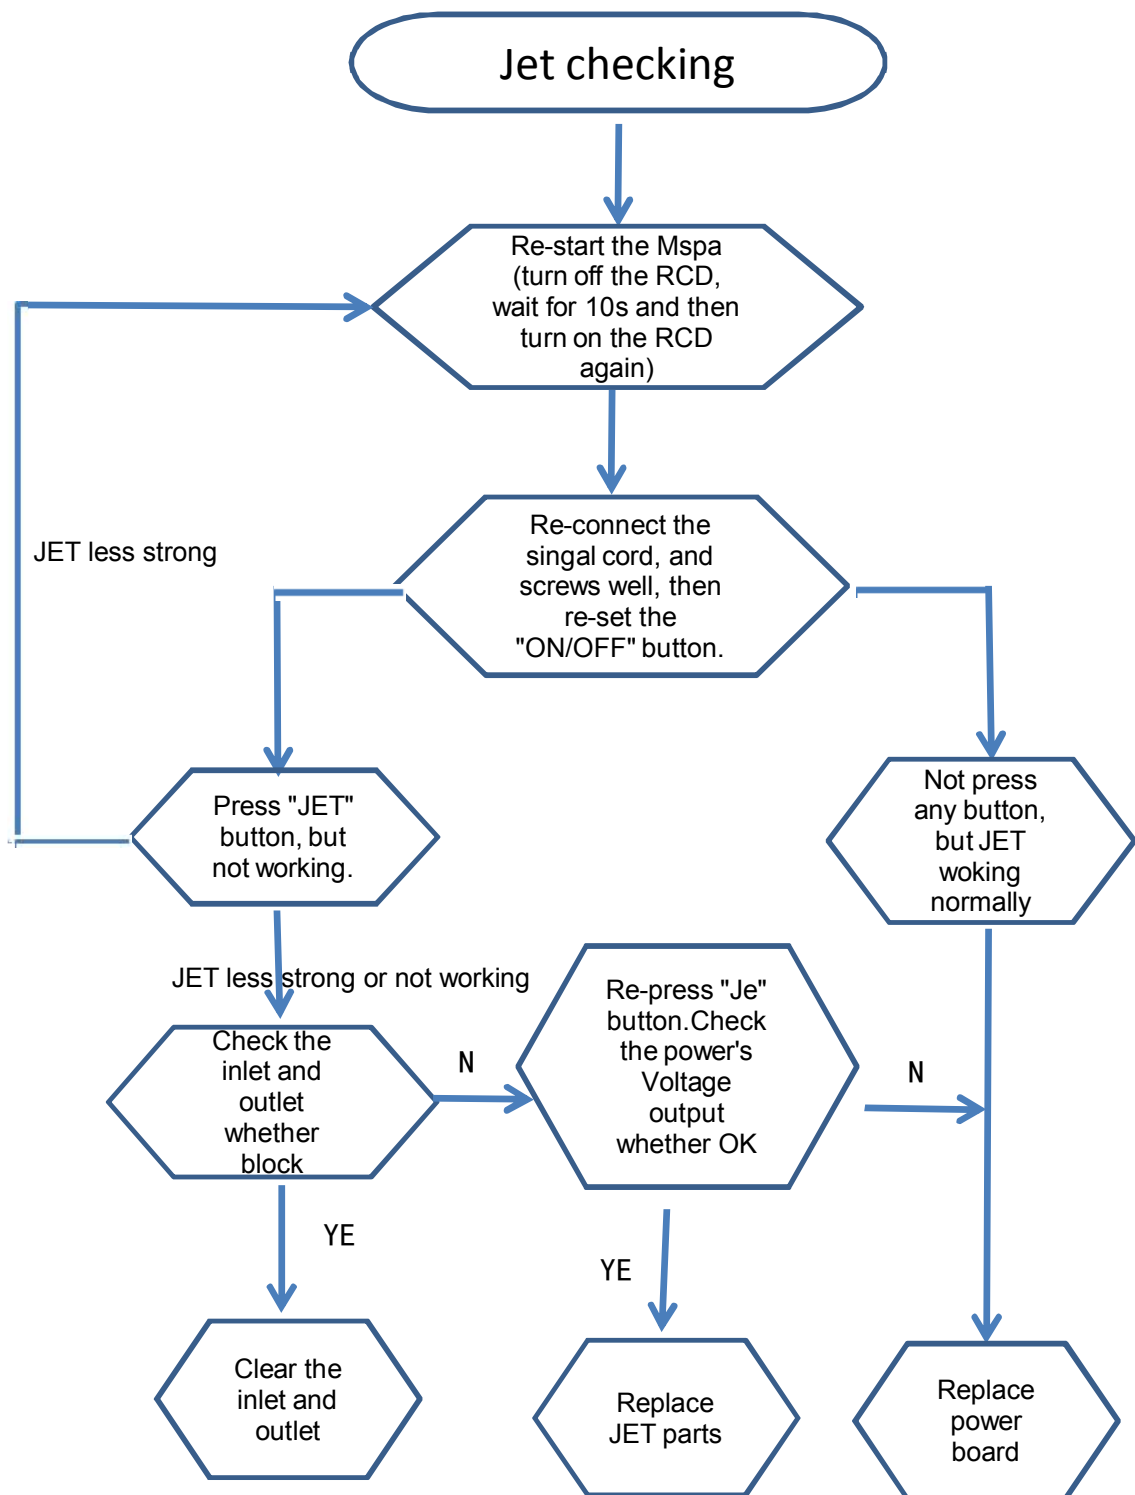 Jet checking
Re-start the Mspa
(turn off the RCD,
wait for 10s and then
turn on the RCD
again)
JET less strong
Re-connect the
singal cord, and
screws well, then
re-set the
"ON/OFF" button.
Press "JET"
button, but
not working.
Not press
any button,
but JET
woking
normally
JET less strong or not working
Check the
inlet and
outlet
whether
block
N
Re-press "Je"
button.Check
the power's
Voltage
output
whether OK
N
YE
YE
Clear the
inlet and
outlet
Replace
JET parts
Replace
power
board